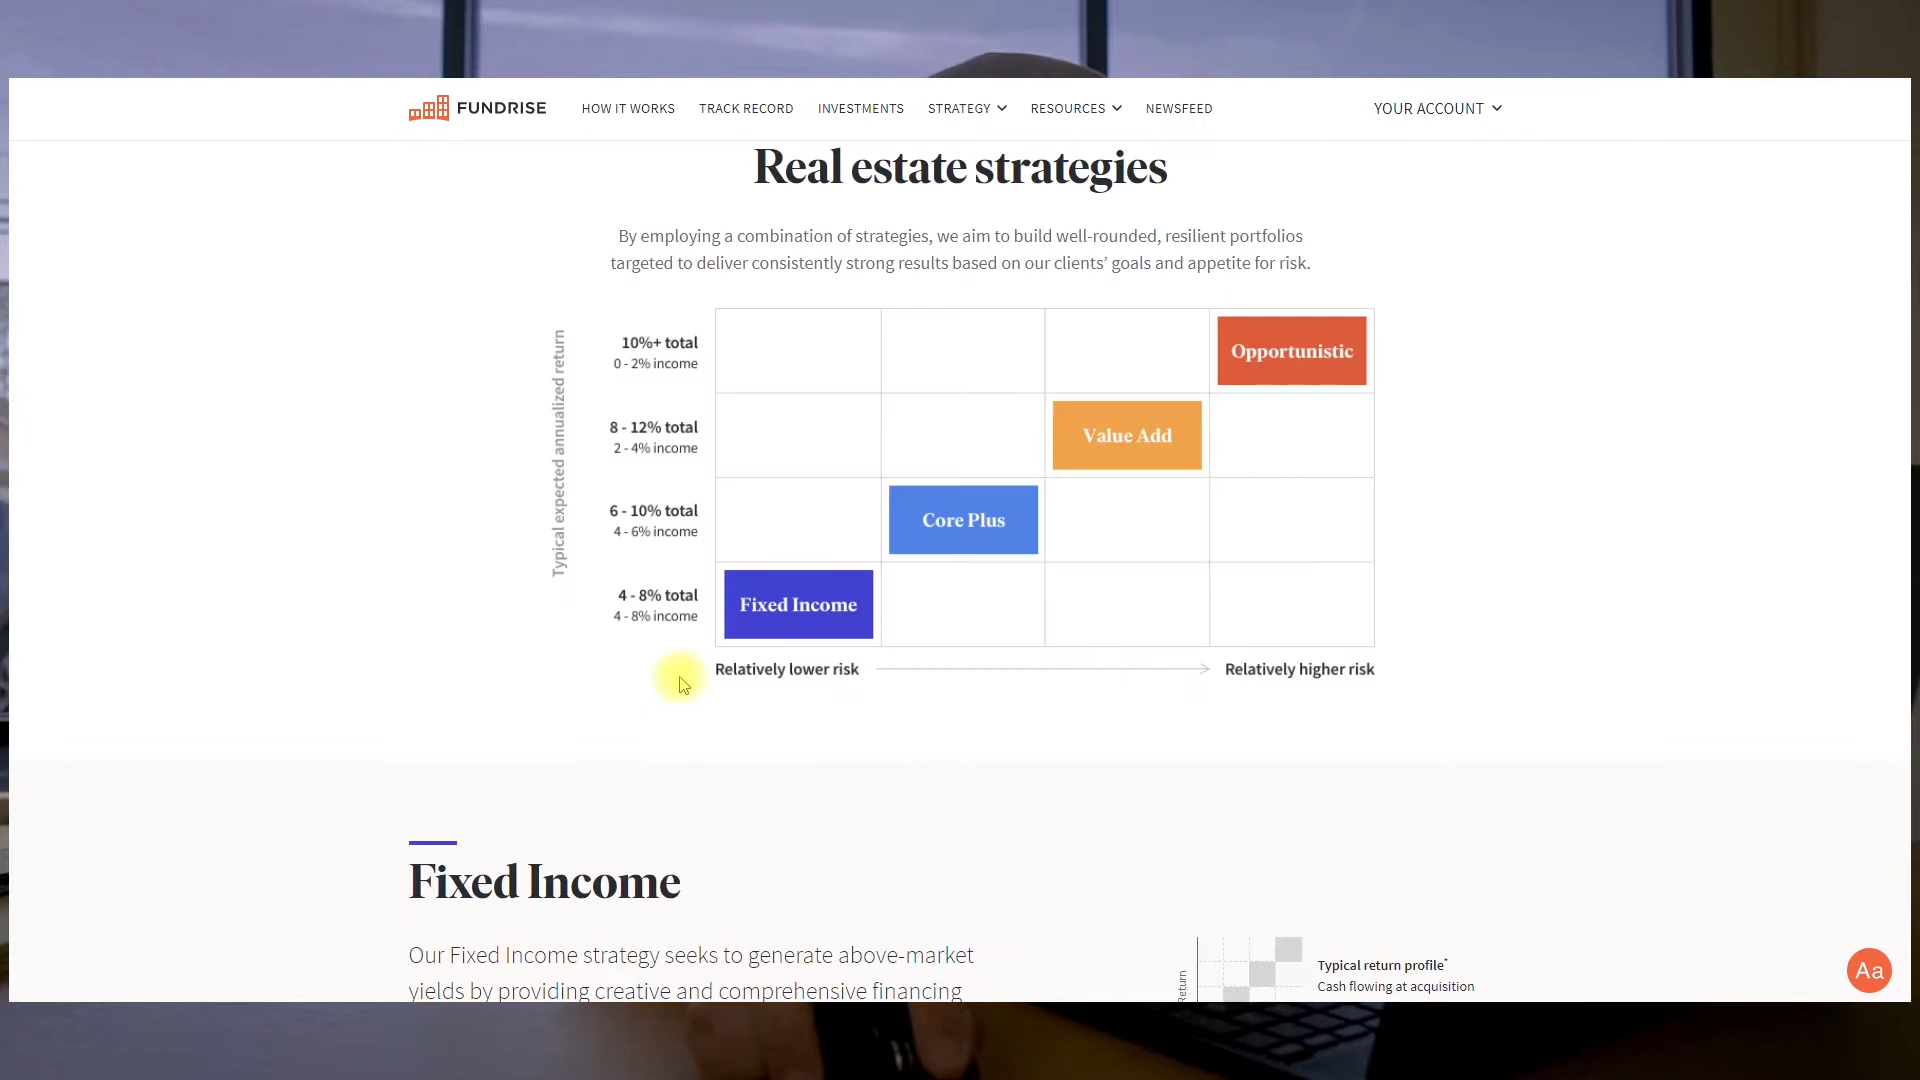 FUNDRISE
HOW IT WORKS
TRACK RECORD
INVESTMENTS
STRATEGY
RESOURCES
NEWSFEED
YOUR ACCOUNT
Real estate strategies
By employing a combination of strategies, we aim to build well-rounded, resilient portfolios
targeted to deliver consistently strong results based on our clients’ goals and appetite for risk.
Typical expected annualized return
10%+ total
0 - 2% income
Opportunistic
8 - 12% total
2 - 4% income
Value Add
6 - 10% total
4 - 6% income
Core Plus
4 - 8% total
4 - 8% income
Fixed Income
Relatively lower risk
Relatively higher risk
Fixed Income
Our Fixed Income strategy seeks to generate above-market
yields by providing creative and comprehensive financing
Return
Typical return profile*
Cash flowing at acquisition
Aa